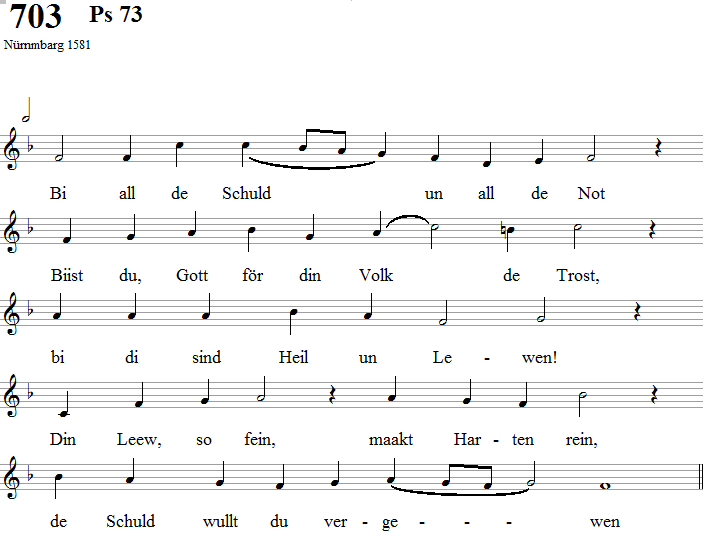 703 Ps 73
Nürnmbarg 1581
Bi all de Schuld un all de Not
Biist du, Gott för din Volk de Trost,
bi di sind Heil un Le - wen!
Din Leew, so fein, maakt Har - ten rein,
de Schuld wullt du ver - ge - - - wen